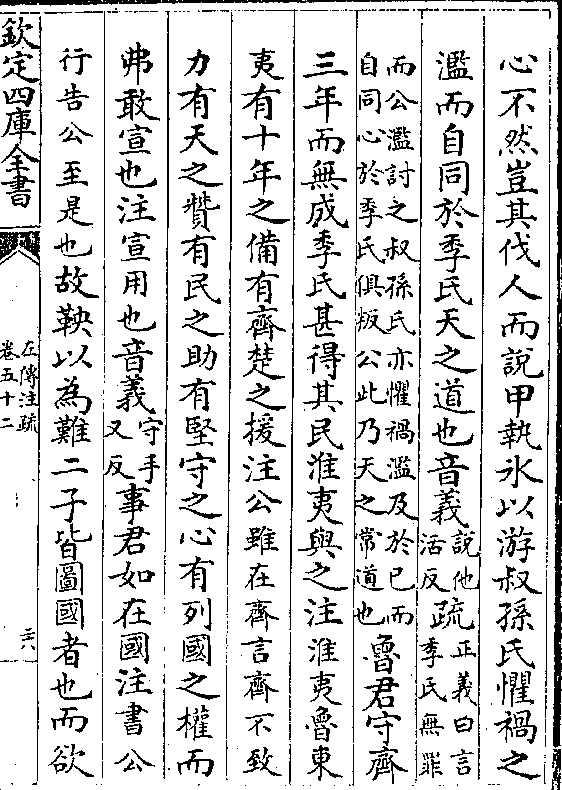 心不然豈其伐人而說甲執氷以游叔孫氏懼禍之
濫而自同於季氏天之道也音義說他活反疏正義曰言季氏無罪
而公濫討之叔孫氏亦懼禍濫及於已而自同心於季氏俱叛公此乃天之常道也魯君守齊
三年而無成季氏甚得其民淮夷與之注淮夷魯東
夷有十年之備有齊楚之援注公雖在齊言齊不致
力有天之贊有民之助有堅守之心有列國之權而
弗敢宣也注宣用也音義守手又反事君如在國注書公
行告公至是也故鞅以為難二子皆圖國者也而欲
欽定四庫全書
左傳注疏
卷五十二